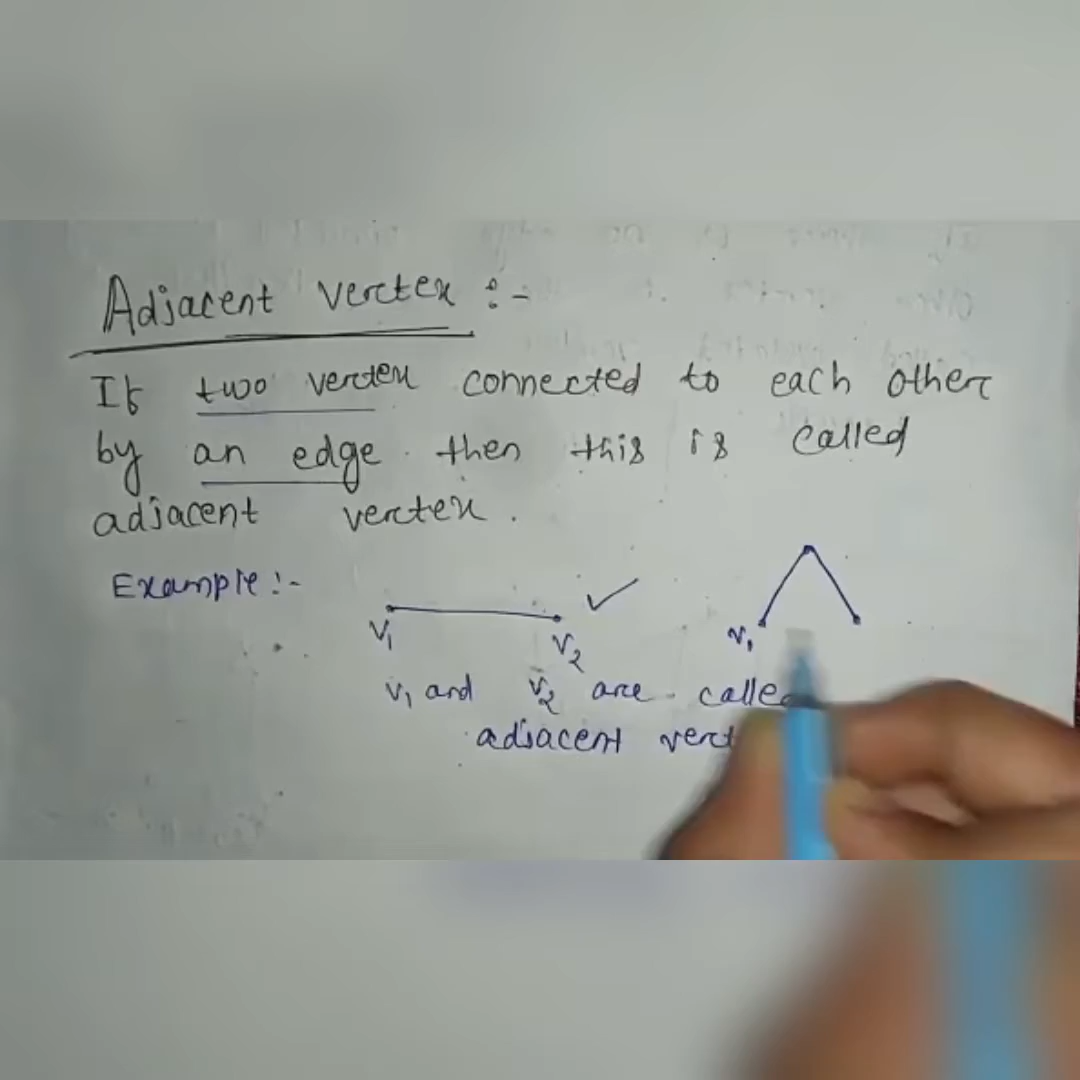 Adjacent vertex :-
If two vertex connected to each other
by an edge then this is called
adjacent vertex.
Example :-
V1 V2 V1
V1 and V2 are called
adjacent